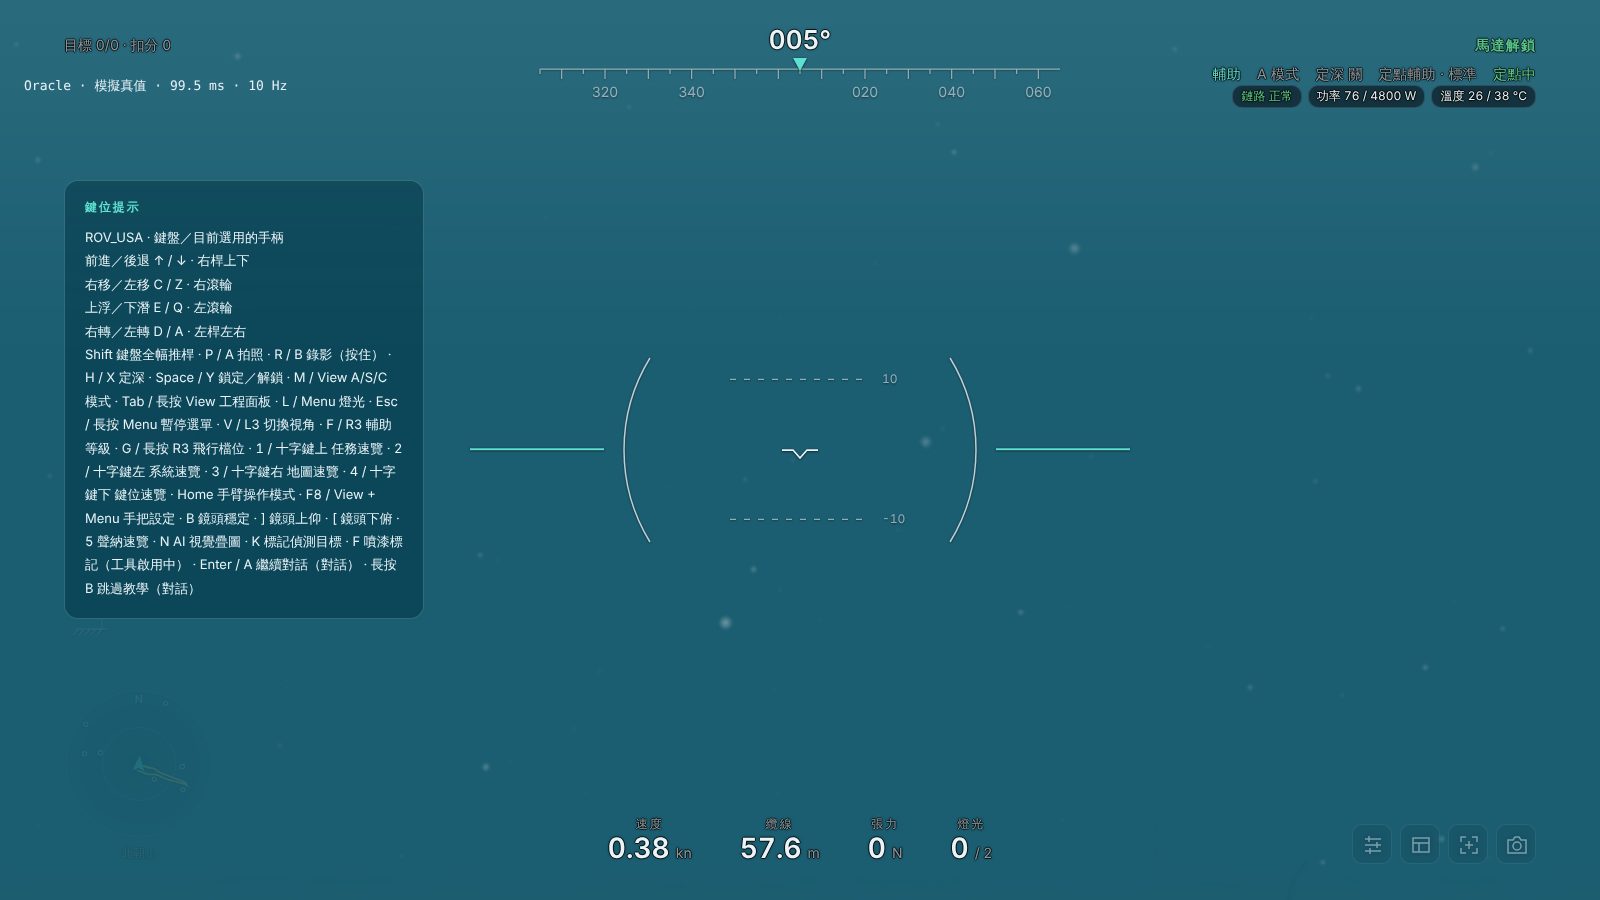 005°
目標 0/0 · 扣分 0
馬達解鎖
Oracle · 模擬真值 · 99.5 ms · 10 Hz
輔助 A 模式 定深 關 定點輔助 · 標準 定點中
鏈路 正常 功率 76 / 4800 W 溫度 26 / 38 °C
320 340 020 040 060
鍵位提示
ROV_USA · 鍵盤／目前選用的手柄
前進／後退 ↑ / ↓ · 右桿上下
右移／左移 C / Z · 右滾輪
上浮／下潛 E / Q · 左滾輪
右轉／左轉 D / A · 左桿左右
Shift 鍵盤全幅推桿 · P / A 拍照 · R / B 錄影（按住） ·
H / X 定深 · Space / Y 鎖定／解鎖 · M / View A/S/C
模式 · Tab / 長按 View 工程面板 · L / Menu 燈光 · Esc
/ 長按 Menu 暫停選單 · V / L3 切換視角 · F / R3 輔助
等級 · G / 長按 R3 飛行檔位 · 1 / 十字鍵上 任務速覽 · 2
/ 十字鍵左 系統速覽 · 3 / 十字鍵右 地圖速覽 · 4 / 十字
鍵下 鍵位速覽 · Home 手臂操作模式 · F8 / View +
Menu 手把設定 · B 鏡頭穩定 · ] 鏡頭上仰 · [ 鏡頭下俯 ·
5 聲納速覽 · N AI 視覺疊圖 · K 標記偵測目標 · F 噴漆標
記（工具啟用中） · Enter / A 繼續對話（對話） · 長按
B 跳過教學（對話）
10
-10
N
速度 纜線 張力 燈光
0.38 kn 57.6 m 0 N 0 / 2